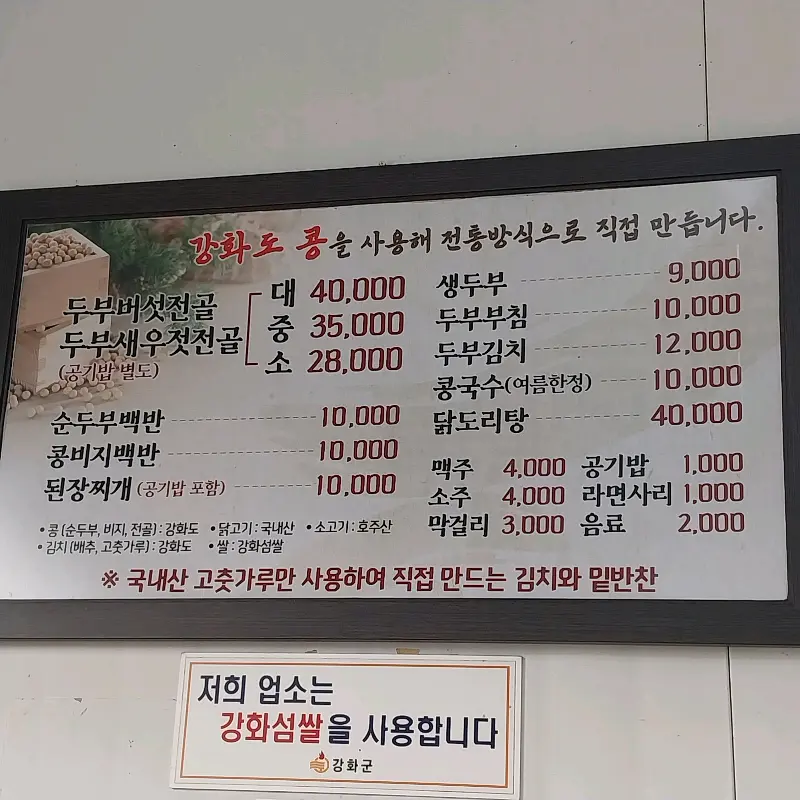 강화도 콩을 사용해 전통방식으로 직접 만듭니다.
두부버섯전골
두부새우젓전골
(공기밥 별도)
대 40,000
중 35,000
소 28,000
순두부백반 10,000
콩비지백반 10,000
된장찌개 (공기밥 포함) 10,000
생두부 9,000
두부부침 10,000
두부김치 12,000
콩국수(여름한정) 10,000
닭도리탕 40,000
맥주 4,000 공기밥 1,000
소주 4,000 라면사리 1,000
막걸리 3,000 음료 2,000
• 콩 (순두부, 비지, 전골) : 강화도 • 닭고기 : 국내산 • 소고기 : 호주산
• 김치 (배추, 고춧가루) : 강화도 • 쌀 : 강화섬쌀
※ 국내산 고춧가루만 사용하여 직접 만드는 김치와 밑반찬
저희 업소는
강화섬쌀을 사용합니다
강화군